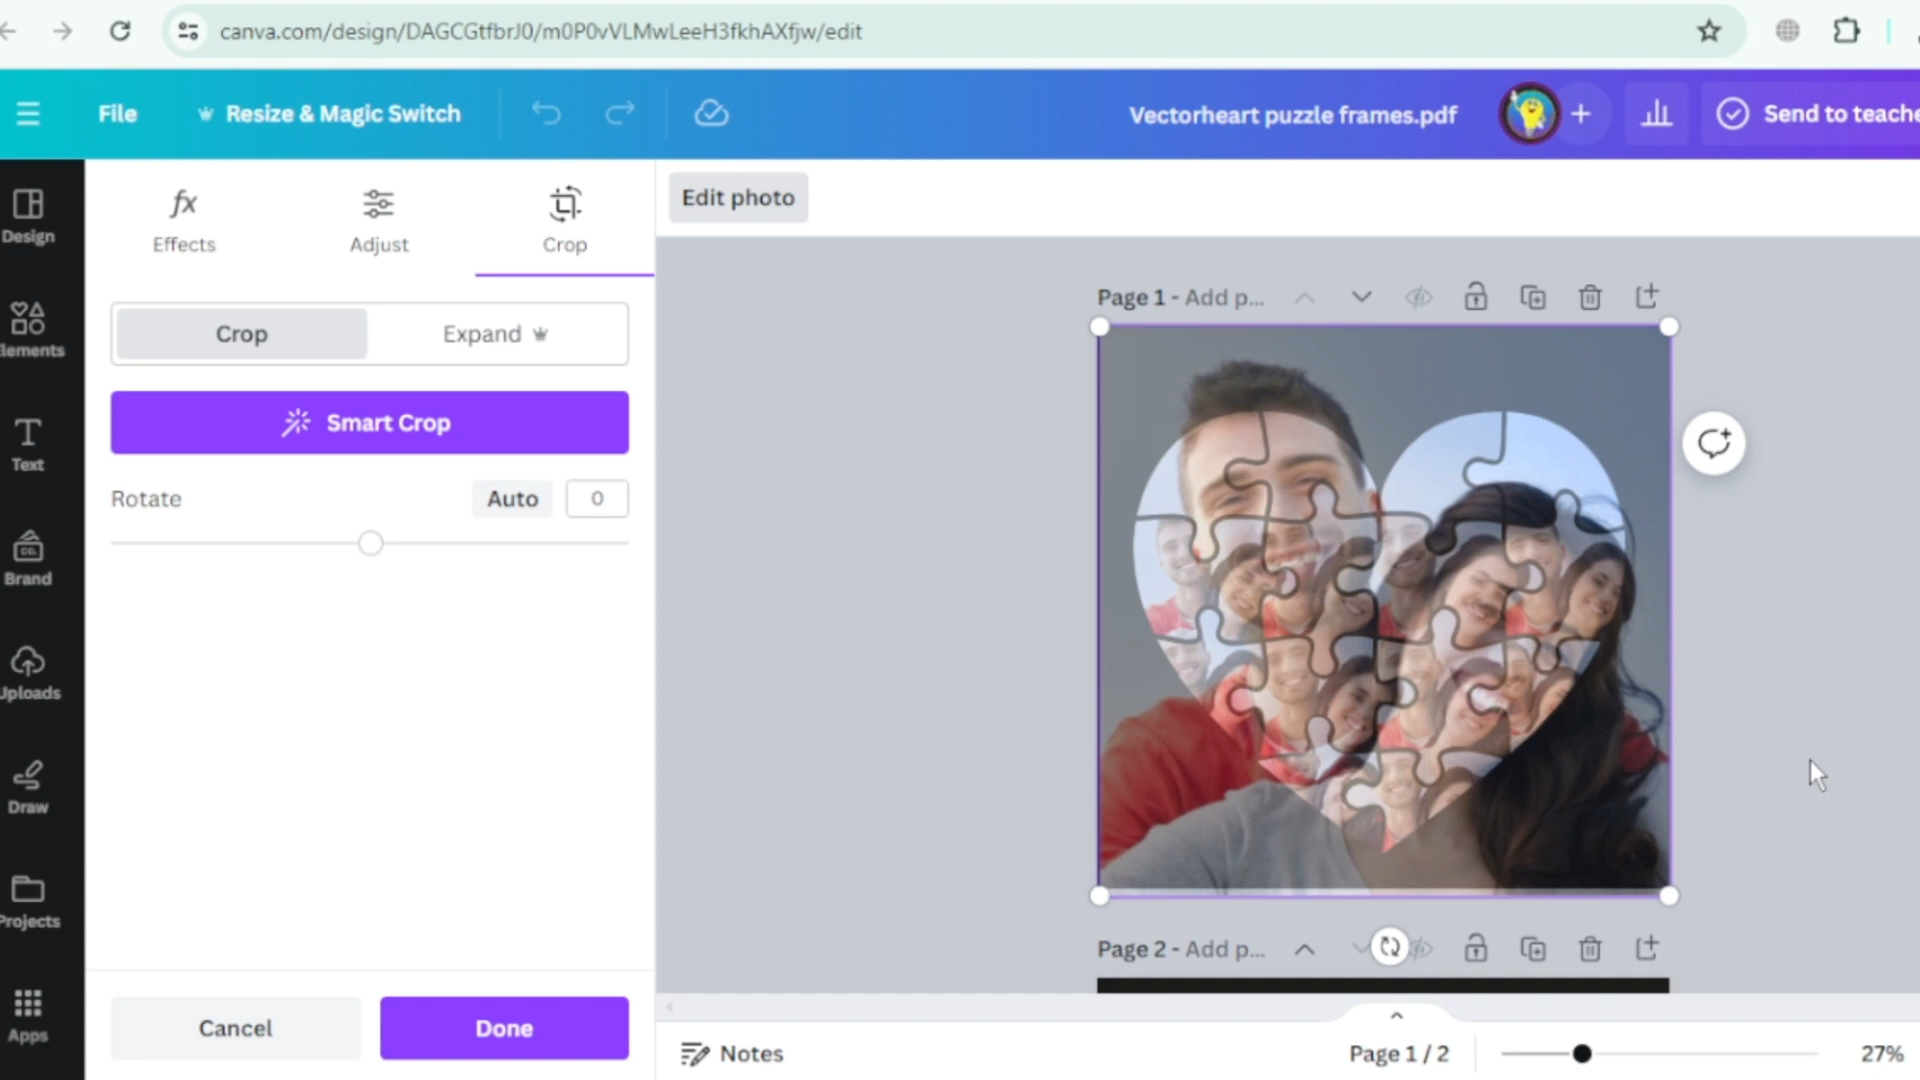 canva.com/design/DAGCGtfbrJ0/m0P0vVLMwLeeH3fkhAXfjw/edit
File
Resize & Magic Switch
Vectorheart puzzle frames.pdf
Send to teache
Design
Elements
Text
Brand
Uploads
Draw
Projects
Apps
fx
Effects
Adjust
Crop
Crop
Expand
Smart Crop
Rotate
Auto
0
Cancel
Done
Edit photo
Page 1 - Add p...
Page 2 - Add p...
Notes
Page 1 / 2
27%
CO.